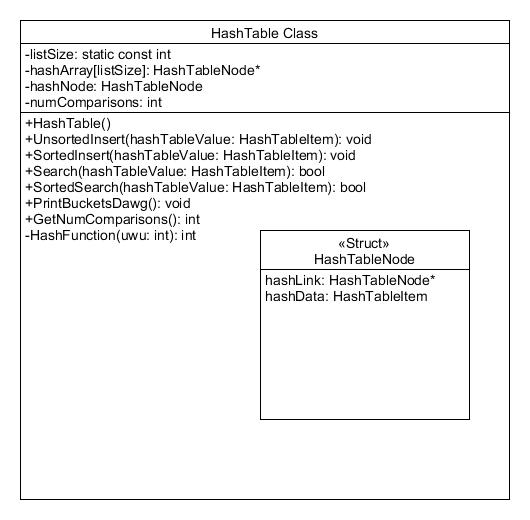 HashTable Class
-listSize: static const int
-hashArray[listSize]: HashTableNode*
-hashNode: HashTableNode
-numComparisons: int
+HashTable()
+UnsortedInsert(hashTableValue: HashTableItem): void
+SortedInsert(hashTableValue: HashTableItem): void
+Search(hashTableValue: HashTableItem): bool
+SortedSearch(hashTableValue: HashTableItem): bool
+PrintBucketsDawg(): void
+GetNumComparisons(): int
-HashFunction(uwu: int): int
«Struct»
HashTableNode
hashLink: HashTableNode*
hashData: HashTableItem